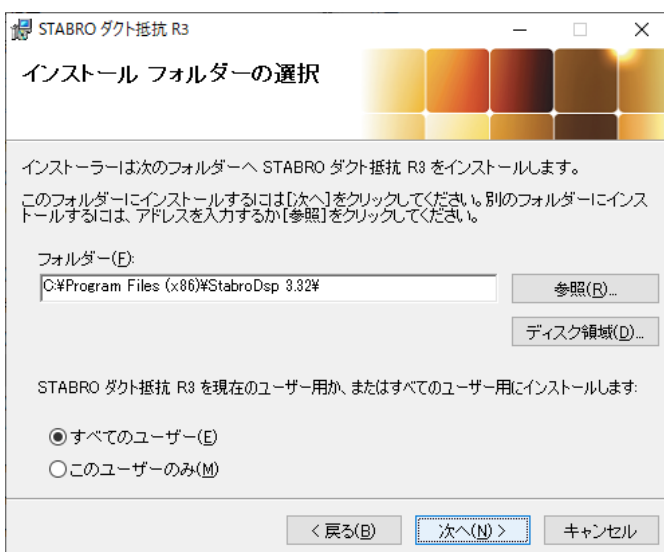 STABRO ダクト抵抗 R3
インストール フォルダーの選択
インストーラーは次のフォルダーへ STABRO ダクト抵抗 R3 をインストールします。
このフォルダーにインストールするには[次へ]をクリックしてください。別のフォルダーにインス
トールするには、アドレスを入力するか[参照]をクリックしてください。
フォルダー(F):
C:¥Program Files (x86)¥StabroDsp 3.32¥
参照(R)...
ディスク領域(D)...
STABRO ダクト抵抗 R3 を現在のユーザー用か、またはすべてのユーザー用にインストールします:
すべてのユーザー(E)
このユーザーのみ(M)
< 戻る(B)
次へ(N) >
キャンセル